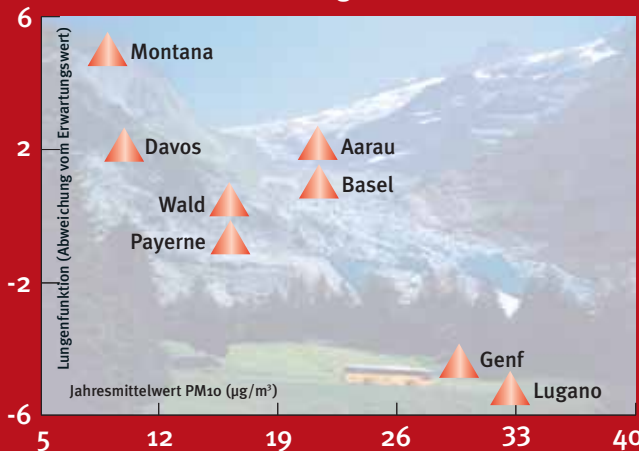 6
Montana
Davos
Aarau
2
Basel
Wald
Payerne
-2
Genf
Lugano
-6
Lungenfunktion (Abweichung vom Erwartungswert)
Jahresmittelwert PM10 (µg/m³)
5 12 19 26 33 40